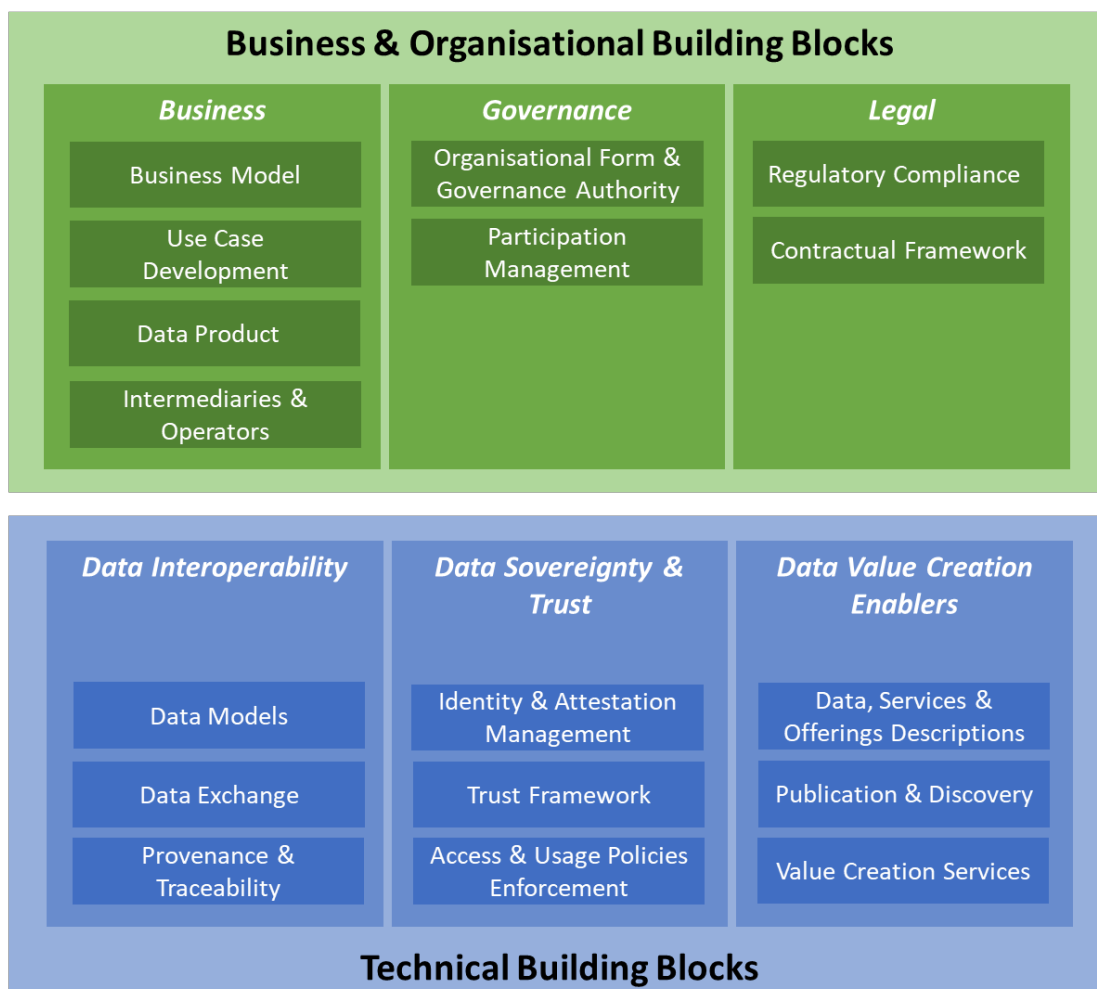 Business & Organisational Building Blocks
Business
Business Model
Use Case
Development
Data Product
Intermediaries &
Operators
Governance
Organisational Form &
Governance Authority
Participation
Management
Legal
Regulatory Compliance
Contractual Framework
Data Interoperability
Data Models
Data Exchange
Provenance &
Traceability
Data Sovereignty &
Trust
Identity & Attestation
Management
Trust Framework
Access & Usage Policies
Enforcement
Data Value Creation
Enablers
Data, Services &
Offerings Descriptions
Publication & Discovery
Value Creation Services
Technical Building Blocks